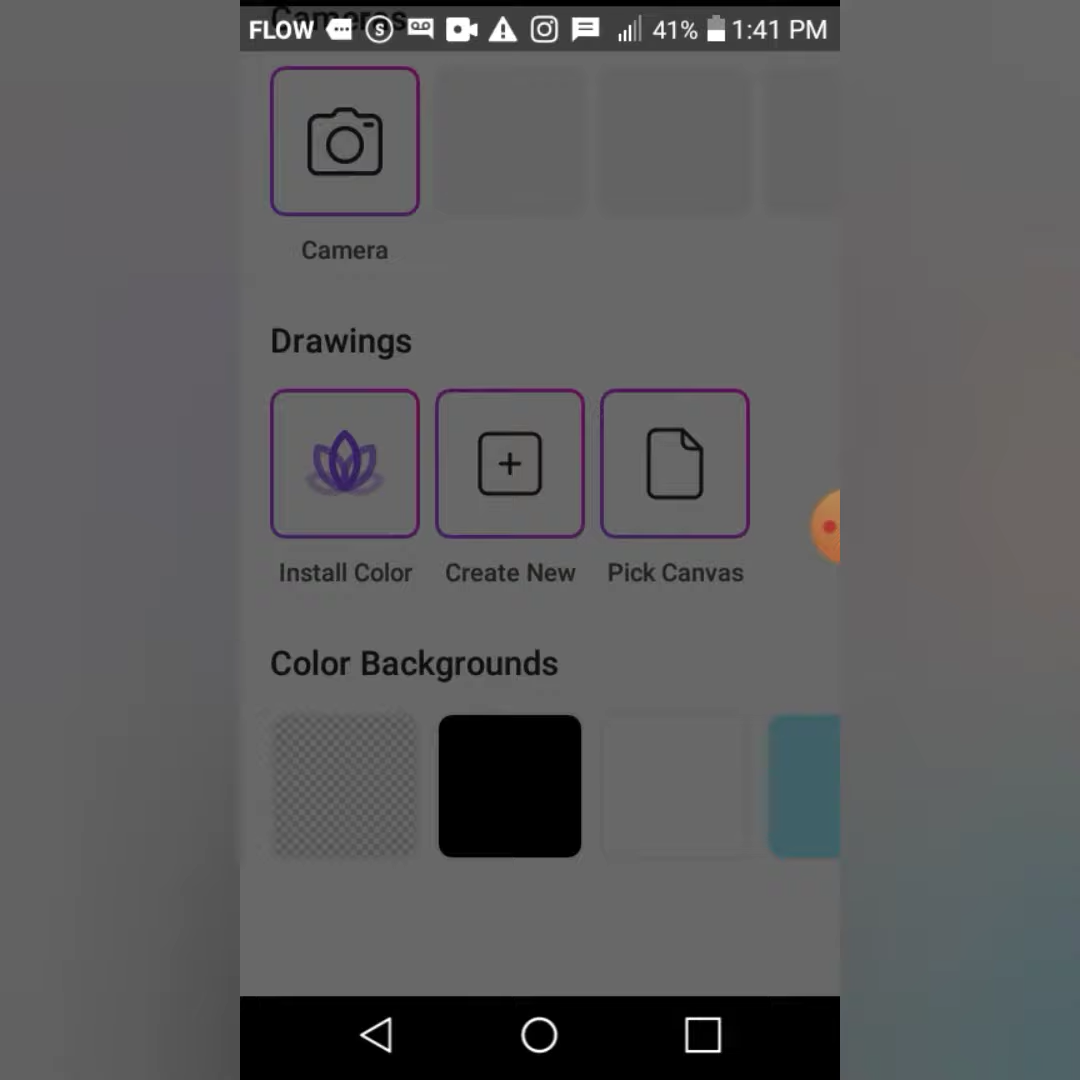 Cameras
FLOW 41% 1:41 PM
Camera
Drawings
Install Color Create New Pick Canvas
Color Backgrounds